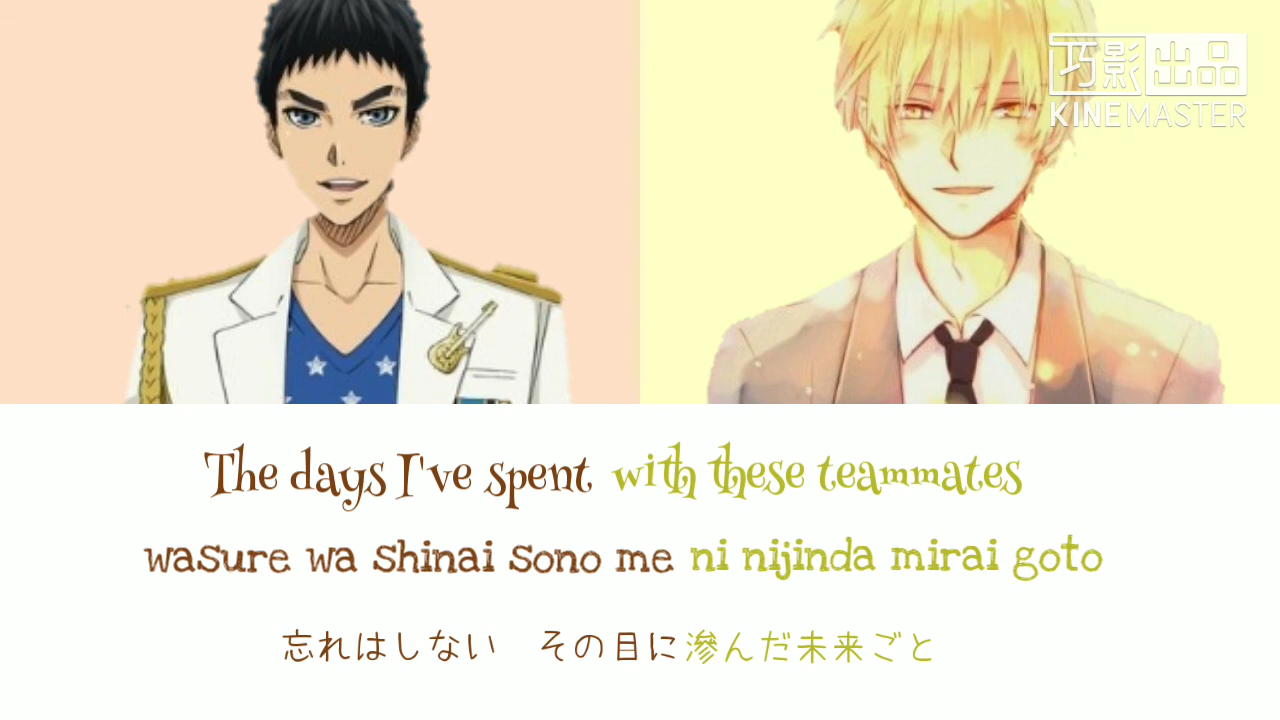 巧影出品
KINEMASTER
The days I've spent with these teammates
wasure wa shinai sono me ni nijinda mirai goto
忘れはしない　その目に滲んだ未来ごと